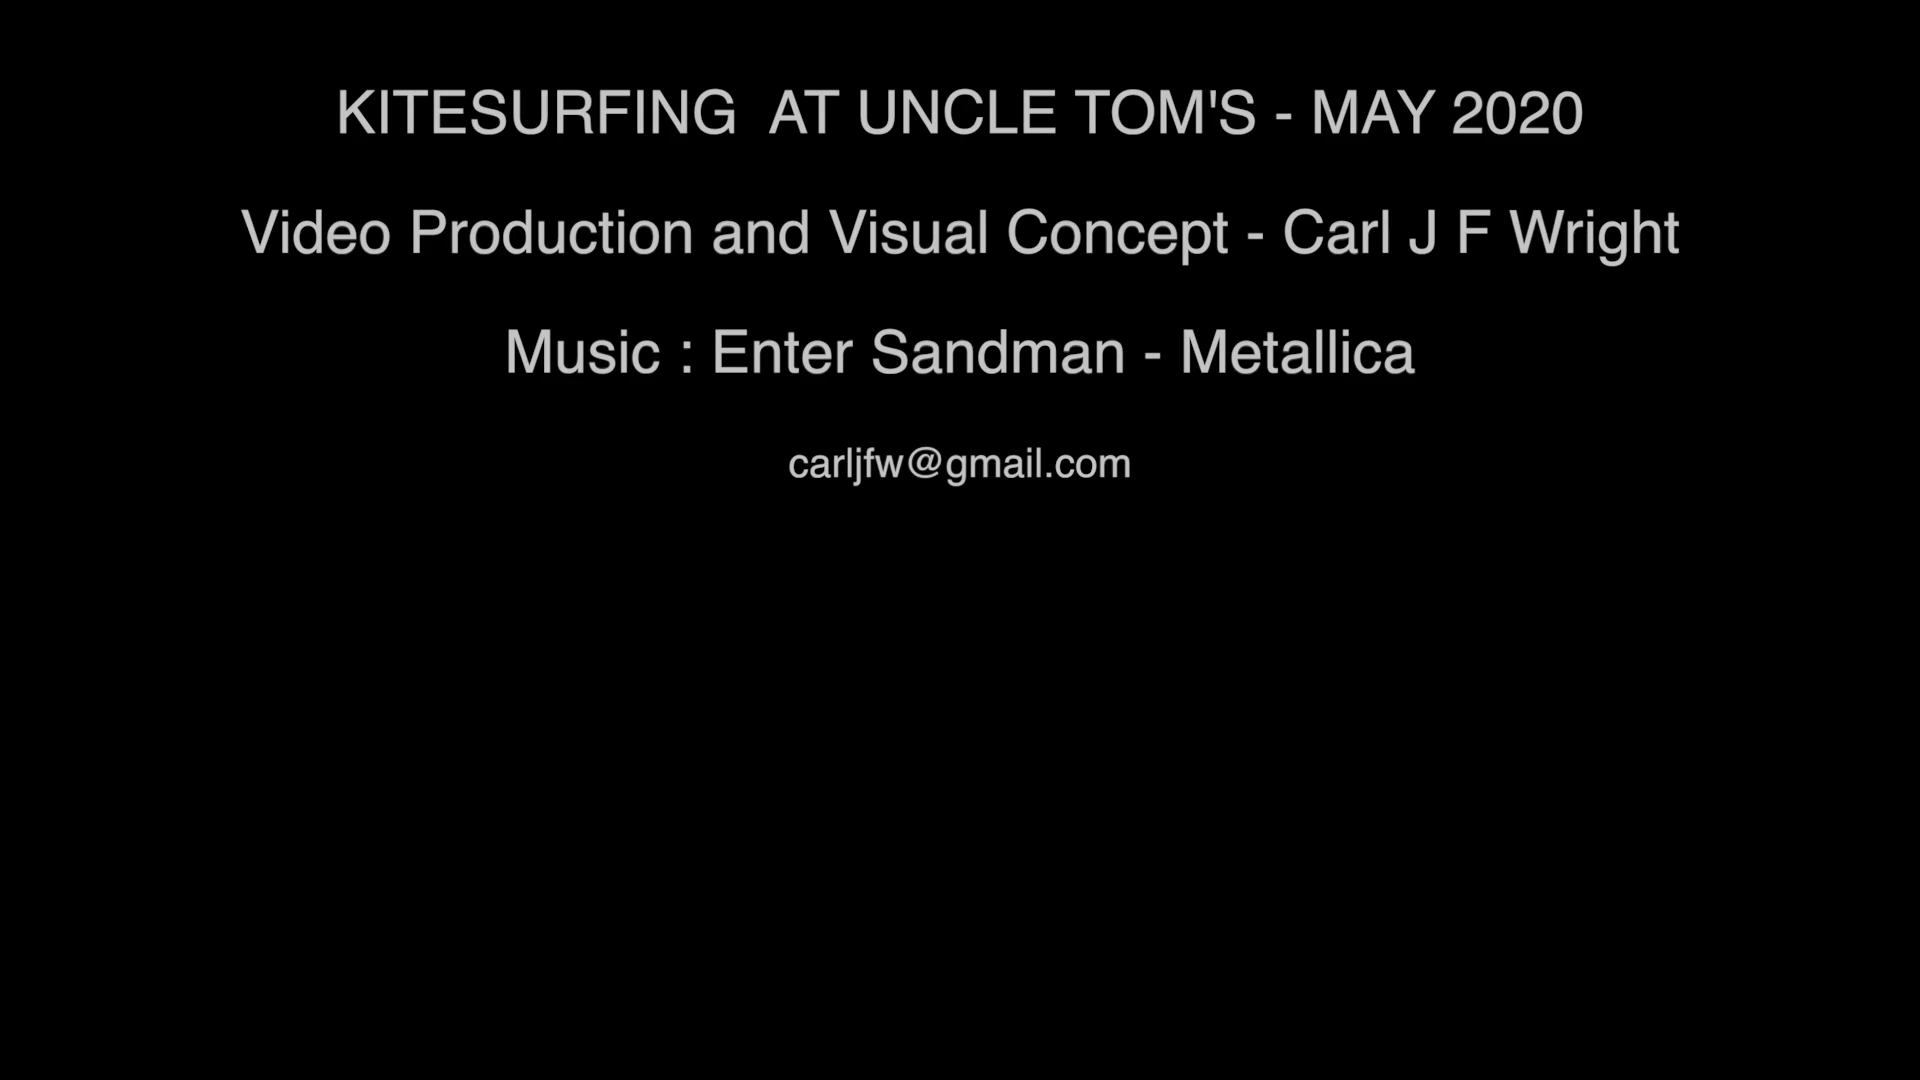 KITESURFING  AT UNCLE TOM'S - MAY 2020
Video Production and Visual Concept - Carl J F Wright
Music : Enter Sandman - Metallica
carljfw@gmail.com